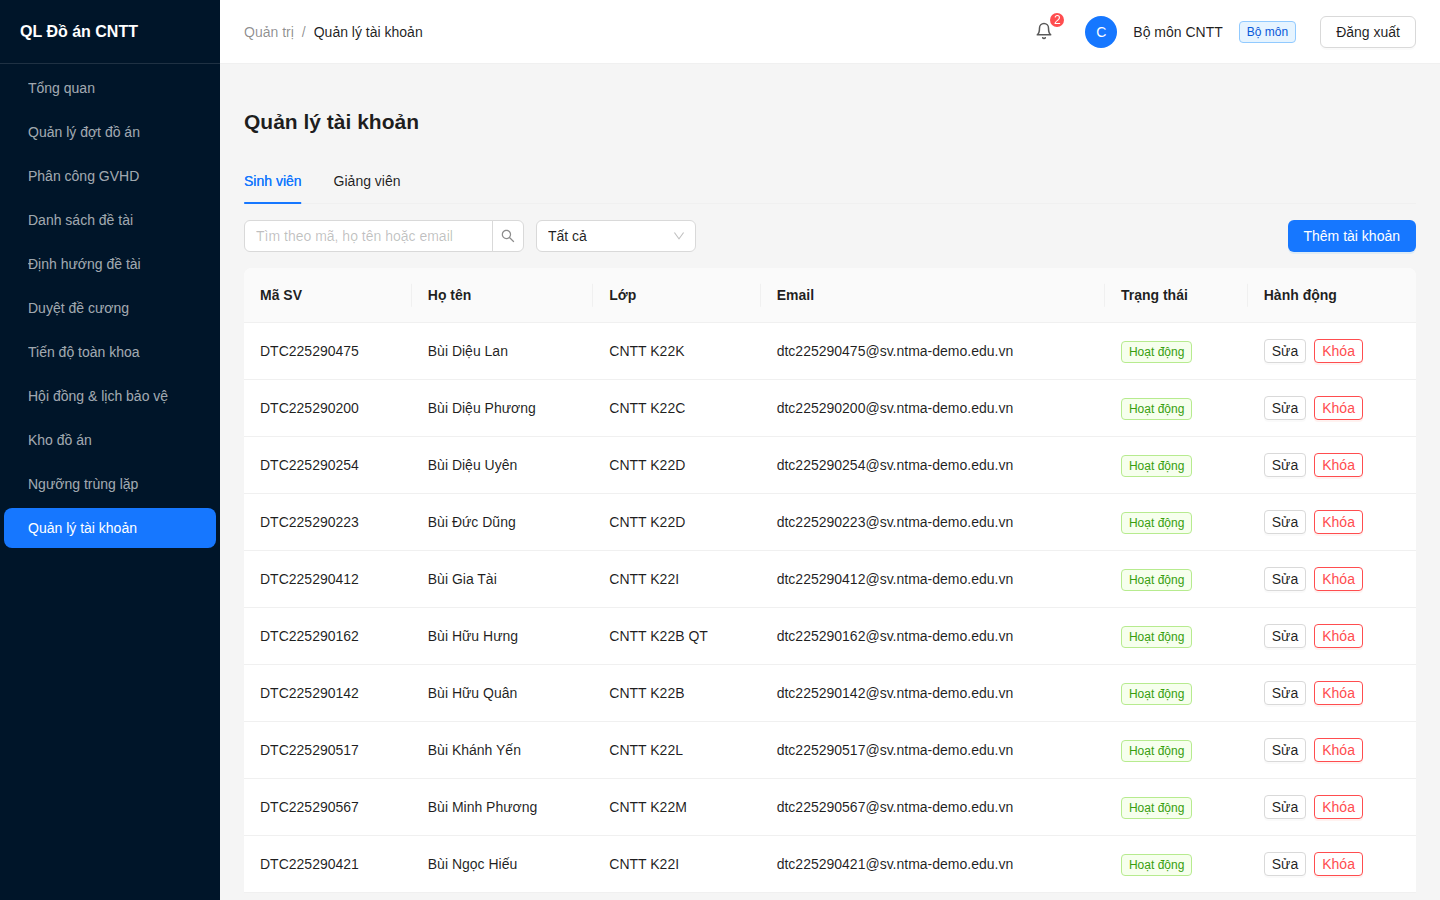 QL Đồ án CNTT
Tổng quan
Quản lý đợt đồ án
Phân công GVHD
Danh sách đề tài
Định hướng đề tài
Duyệt đề cương
Tiến độ toàn khoa
Hội đồng & lịch bảo vệ
Kho đồ án
Ngưỡng trùng lặp
Quản lý tài khoản
Quản trị / Quản lý tài khoản
2
C
Bộ môn CNTT
Bộ môn
Đăng xuất
Quản lý tài khoản
Sinh viên Giảng viên
Tìm theo mã, họ tên hoặc email
Tất cả
Thêm tài khoản
Mã SV Họ tên Lớp Email Trạng thái Hành động
DTC225290475 Bùi Diệu Lan CNTT K22K dtc225290475@sv.ntma-demo.edu.vn Hoạt động Sửa Khóa
DTC225290200 Bùi Diệu Phương CNTT K22C dtc225290200@sv.ntma-demo.edu.vn Hoạt động Sửa Khóa
DTC225290254 Bùi Diệu Uyên CNTT K22D dtc225290254@sv.ntma-demo.edu.vn Hoạt động Sửa Khóa
DTC225290223 Bùi Đức Dũng CNTT K22D dtc225290223@sv.ntma-demo.edu.vn Hoạt động Sửa Khóa
DTC225290412 Bùi Gia Tài CNTT K22I dtc225290412@sv.ntma-demo.edu.vn Hoạt động Sửa Khóa
DTC225290162 Bùi Hữu Hưng CNTT K22B QT dtc225290162@sv.ntma-demo.edu.vn Hoạt động Sửa Khóa
DTC225290142 Bùi Hữu Quân CNTT K22B dtc225290142@sv.ntma-demo.edu.vn Hoạt động Sửa Khóa
DTC225290517 Bùi Khánh Yến CNTT K22L dtc225290517@sv.ntma-demo.edu.vn Hoạt động Sửa Khóa
DTC225290567 Bùi Minh Phương CNTT K22M dtc225290567@sv.ntma-demo.edu.vn Hoạt động Sửa Khóa
DTC225290421 Bùi Ngọc Hiếu CNTT K22I dtc225290421@sv.ntma-demo.edu.vn Hoạt động Sửa Khóa